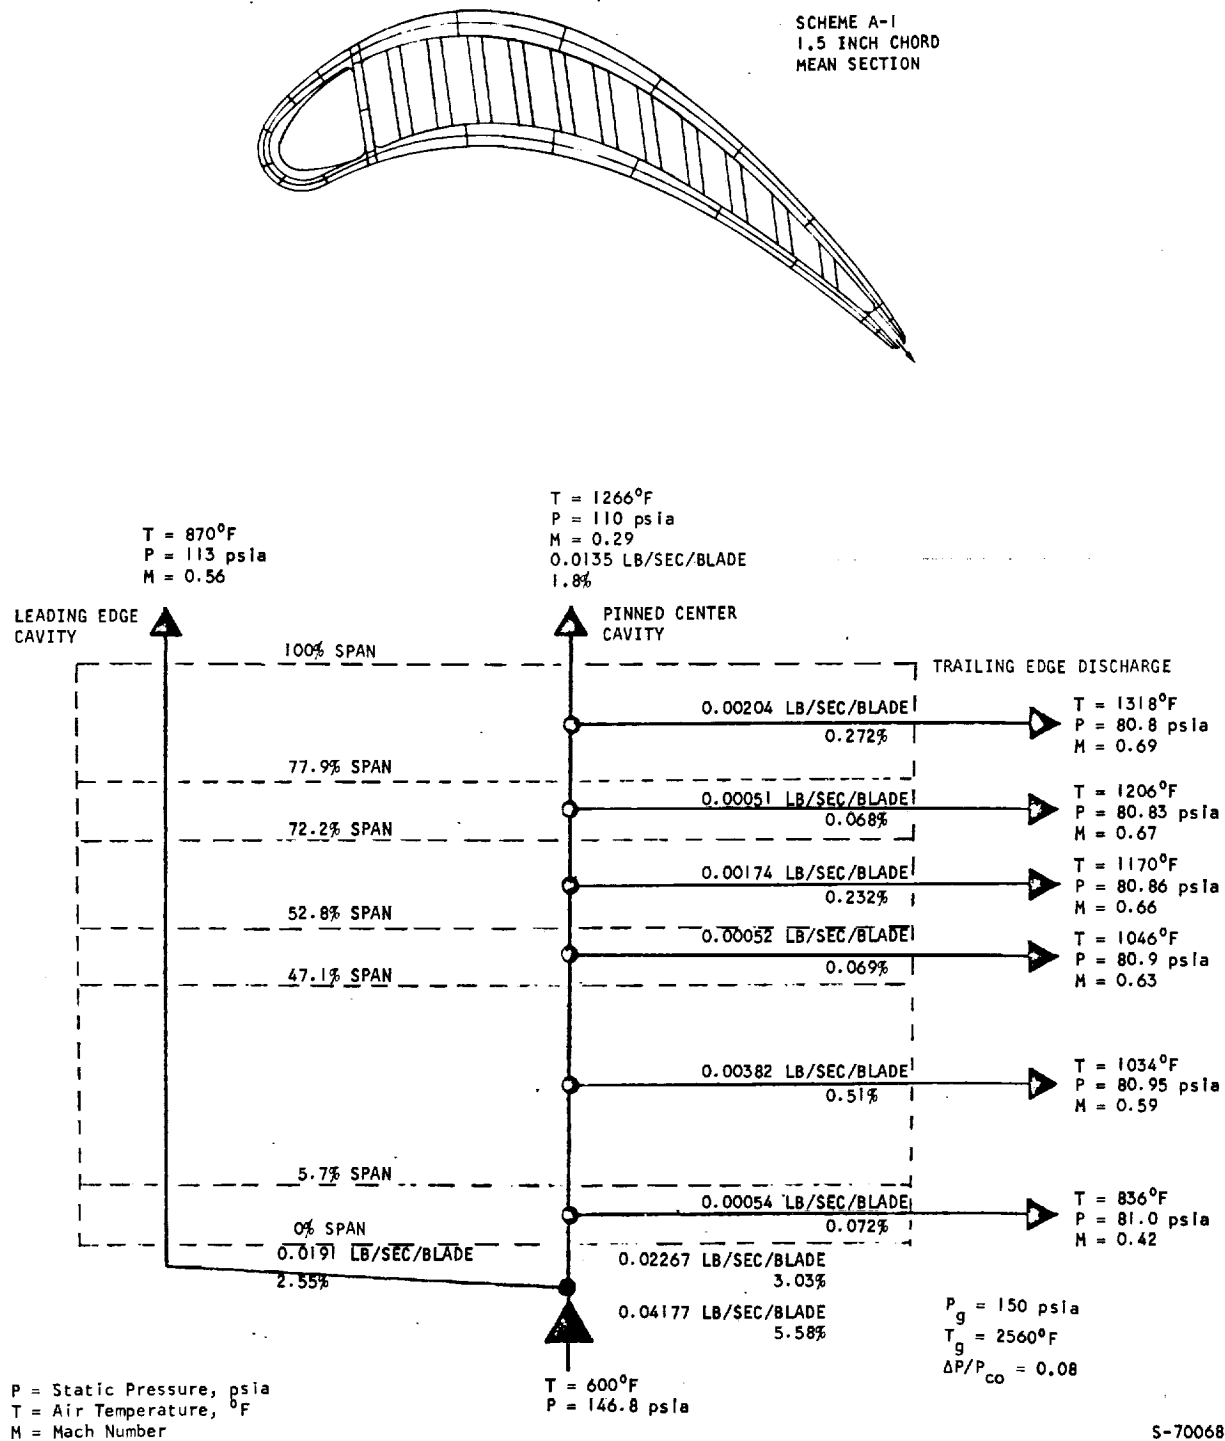 SCHEME A-1
1.5 INCH CHORD
MEAN SECTION
T = 1266°F
P = 110 psia
M = 0.29
0.0135 LB/SEC/BLADE
1.8%
T = 870°F
P = 113 psia
M = 0.56
LEADING EDGE
CAVITY
PINNED CENTER
CAVITY
100% SPAN
TRAILING EDGE DISCHARGE
0.00204 LB/SEC/BLADE
0.272%
T = 1318°F
P = 80.8 psia
M = 0.69
77.9% SPAN
0.00051 LB/SEC/BLADE
0.068%
T = 1206°F
P = 80.83 psia
M = 0.67
72.2% SPAN
0.00174 LB/SEC/BLADE
0.232%
T = 1170°F
P = 80.86 psia
M = 0.66
52.8% SPAN
0.00052 LB/SEC/BLADE
0.069%
T = 1046°F
P = 80.9 psia
M = 0.63
47.1% SPAN
0.00382 LB/SEC/BLADE
0.51%
T = 1034°F
P = 80.95 psia
M = 0.59
5.7% SPAN
0.00054 LB/SEC/BLADE
0.072%
T = 836°F
P = 81.0 psia
M = 0.42
0% SPAN
0.0191 LB/SEC/BLADE
2.55%
0.02267 LB/SEC/BLADE
3.03%
0.04177 LB/SEC/BLADE
5.58%
Pg = 150 psia
Tg = 2560°F
ΔP/Pco = 0.08
T = 600°F
P = 146.8 psia
P = Static Pressure, psia
T = Air Temperature, °F
M = Mach Number
S-70068